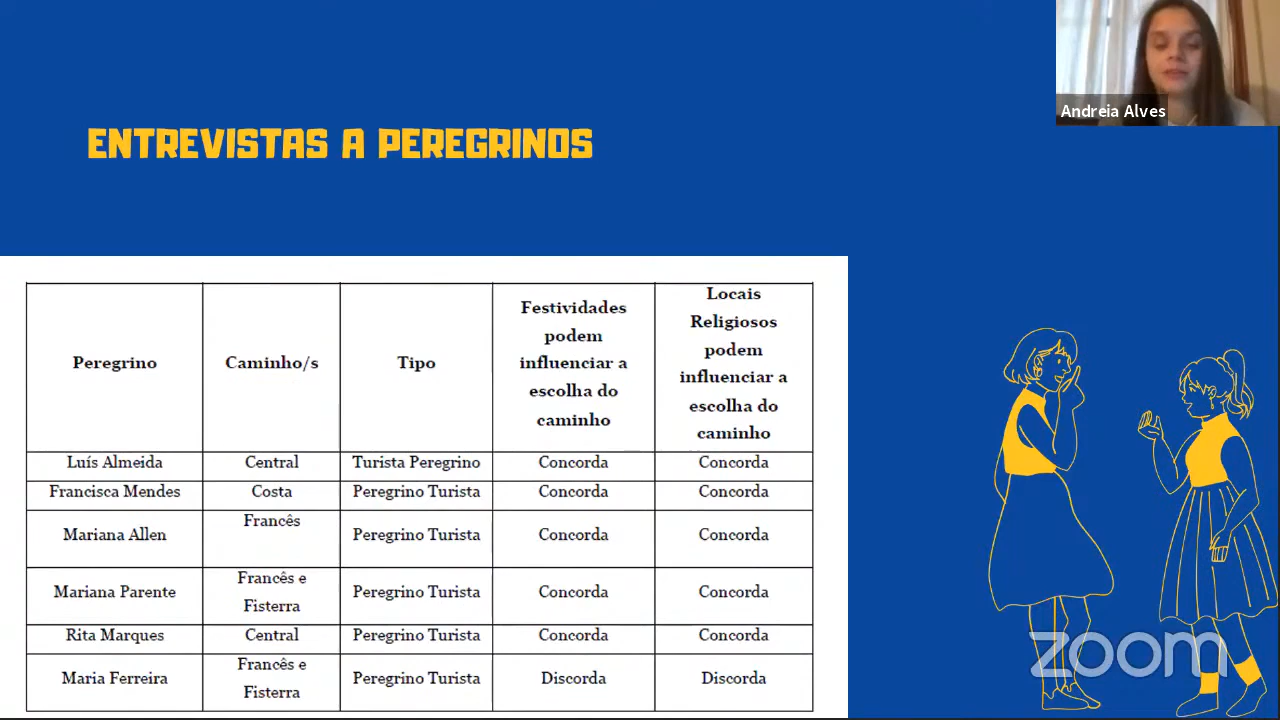 Andreia Alves
ENTREVISTAS A PEREGRINOS
Peregrino
Caminho/s
Tipo
Festividades
podem
influenciar a
escolha do
caminho
Locais
Religiosos
podem
influenciar a
escolha do
caminho
Luís Almeida
Central
Turista Peregrino
Concorda
Concorda
Francisca Mendes
Costa
Peregrino Turista
Concorda
Concorda
Mariana Allen
Francês
Peregrino Turista
Concorda
Concorda
Mariana Parente
Francês e
Fisterra
Peregrino Turista
Concorda
Concorda
Rita Marques
Central
Peregrino Turista
Concorda
Concorda
Maria Ferreira
Francês e
Fisterra
Peregrino Turista
Discorda
Discorda
zoom